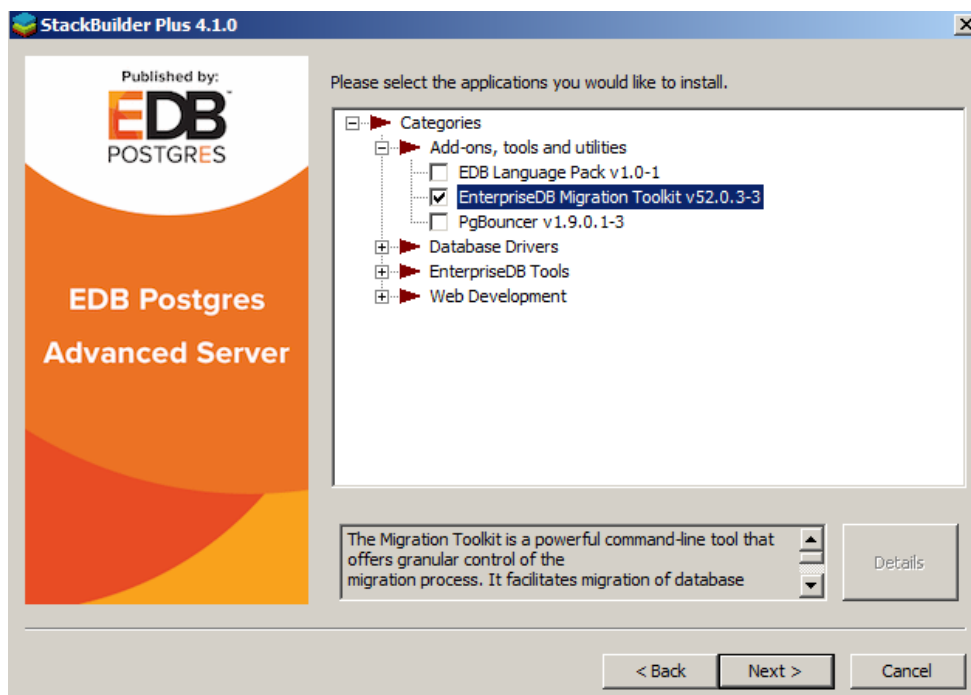 StackBuilder Plus 4.1.0
Published by:
EDB™
POSTGRES
EDB Postgres
Advanced Server
Please select the applications you would like to install.
Categories
Add-ons, tools and utilities
EDB Language Pack v1.0-1
EnterpriseDB Migration Toolkit v52.0.3-3
PgBouncer v1.9.0.1-3
Database Drivers
EnterpriseDB Tools
Web Development
The Migration Toolkit is a powerful command-line tool that
offers granular control of the
migration process. It facilitates migration of database
Details
< Back
Next >
Cancel